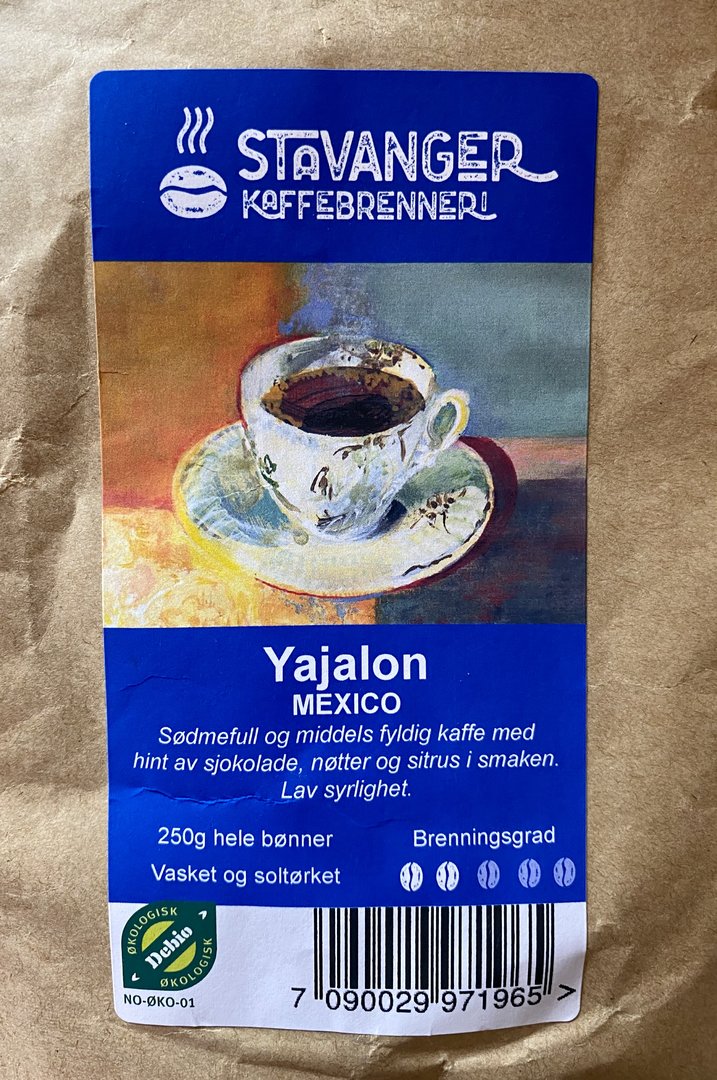 STAVANGER
KAFFEBRENNERI
Yajalon
MEXICO
Sødmefull og middels fyldig kaffe med
hint av sjokolade, nøtter og sitrus i smaken.
Lav syrlighet.
250g hele bønner
Brenningsgrad
Vasket og soltørket
ØKOLOGISK
Debio
ØKOLOGISK
NO-ØKO-01
7 090029 971965 >